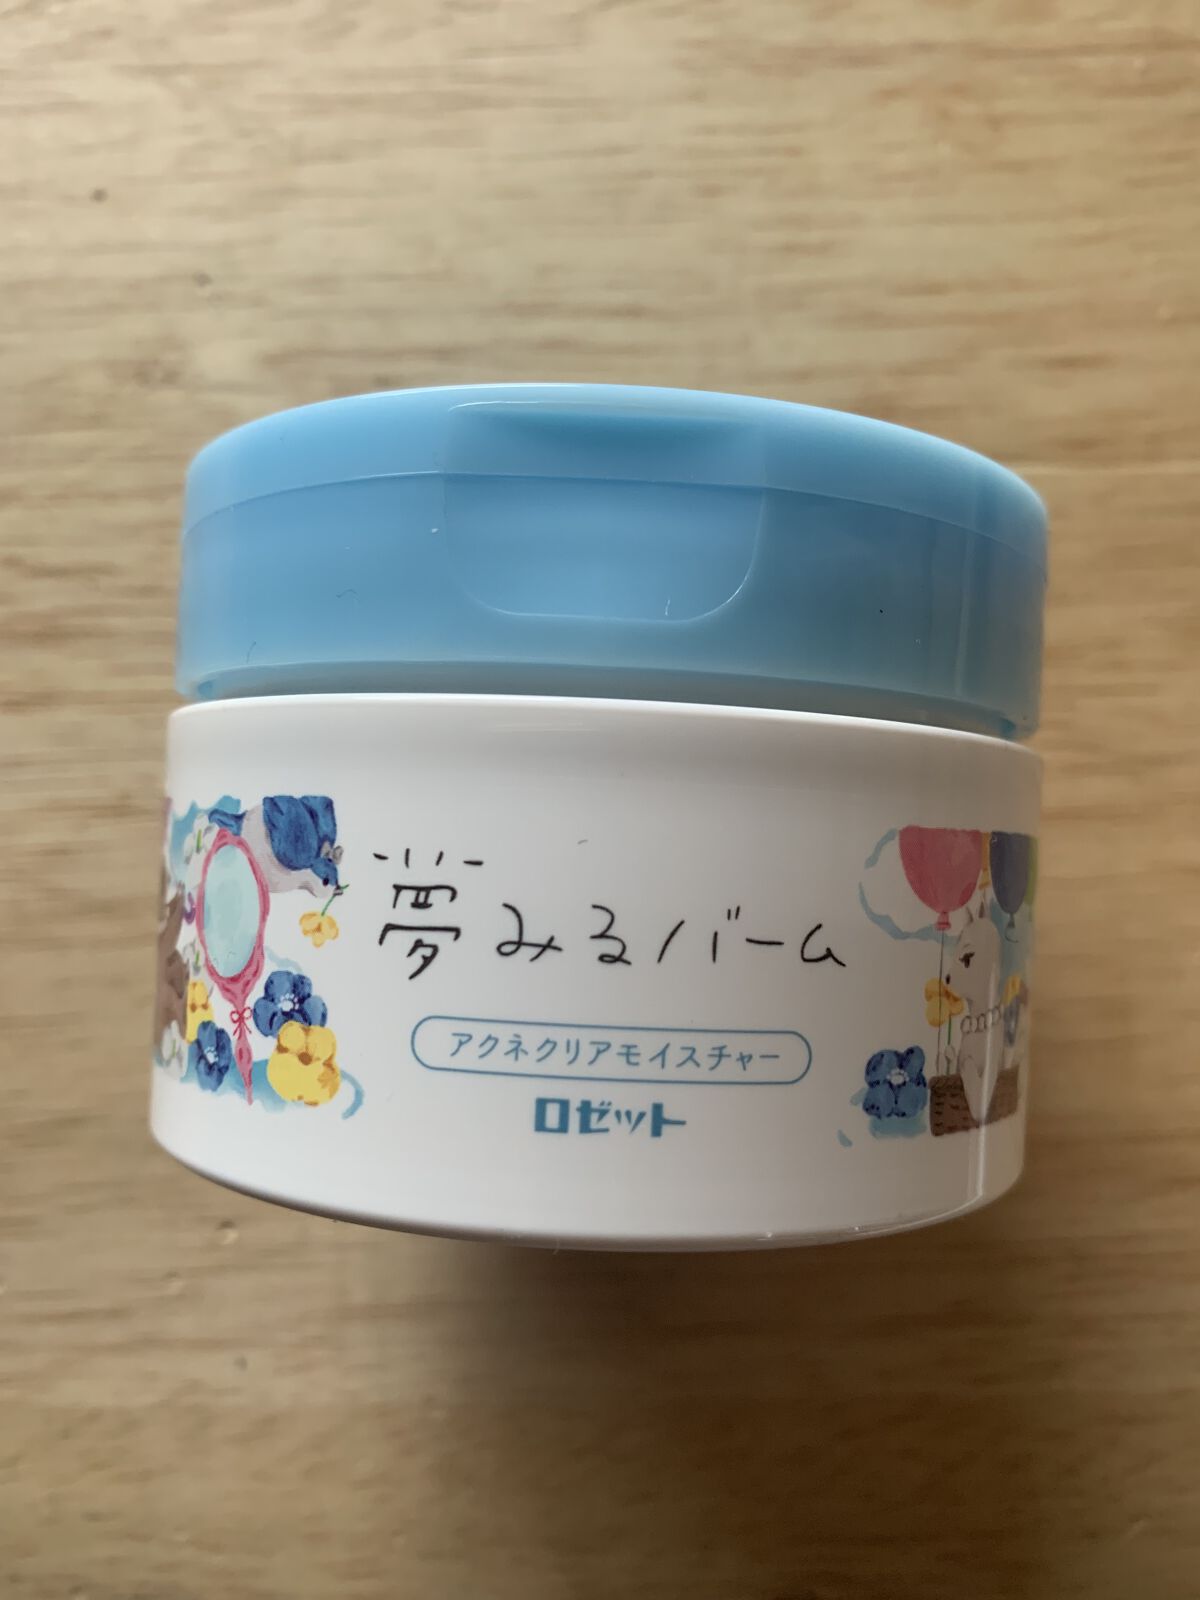 夢みるバーム
アクネクリアモイスチャー
ロゼット